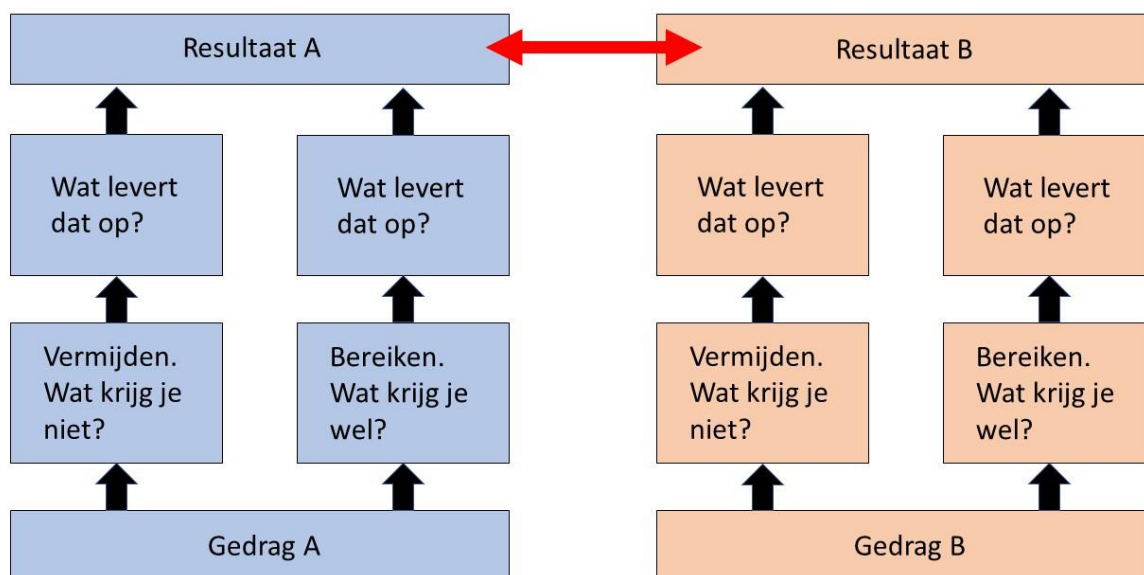 Resultaat A
Resultaat B
Wat levert
dat op?
Wat levert
dat op?
Wat levert
dat op?
Wat levert
dat op?
Vermijden.
Wat krijg je
niet?
Bereiken.
Wat krijg je
wel?
Vermijden.
Wat krijg je
niet?
Bereiken.
Wat krijg je
wel?
Gedrag A
Gedrag B